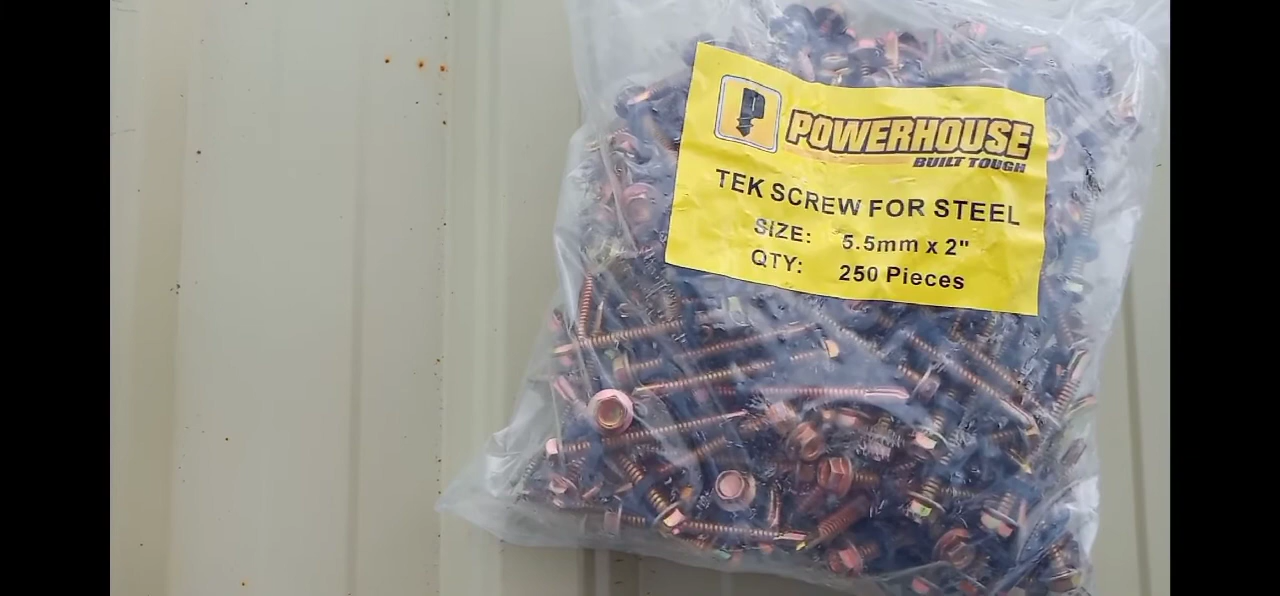 POWERHOUSE
BUILT TOUGH
TEK SCREW FOR STEEL
SIZE: 5.5mm x 2"
QTY: 250 Pieces